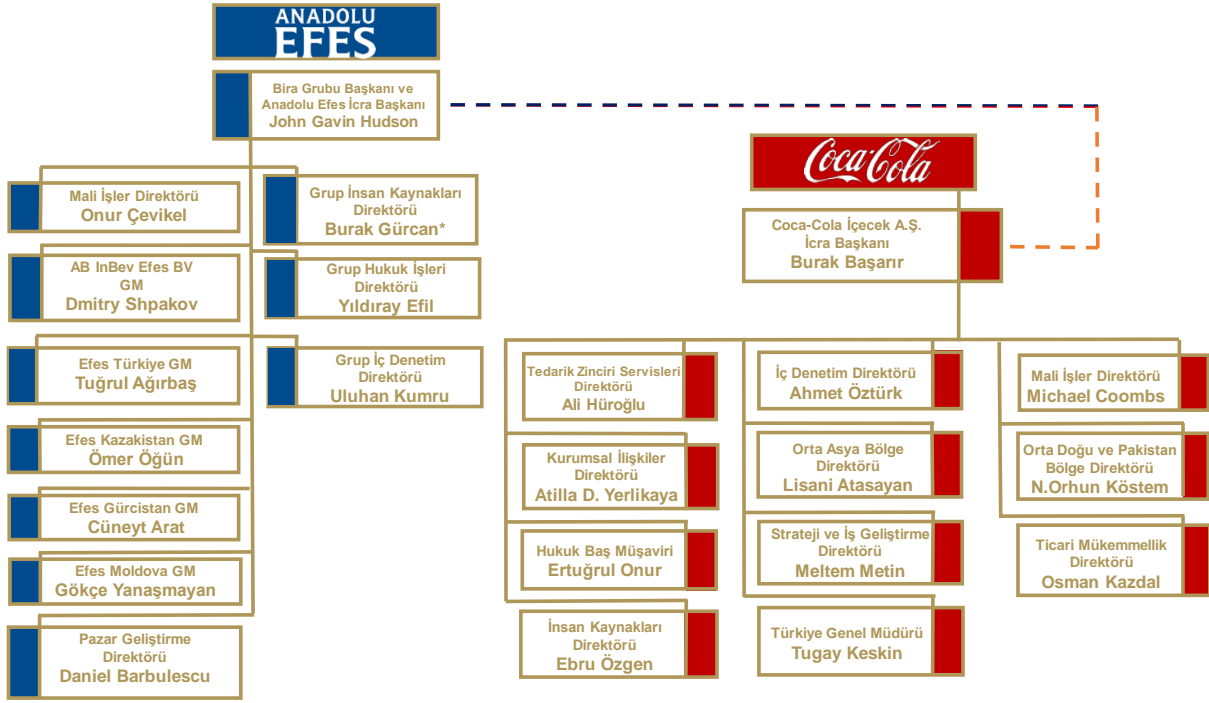 ANADOLU
EFES
Bira Grubu Başkanı ve
Anadolu Efes İcra Başkanı
John Gavin Hudson
Mali İşler Direktörü
Onur Çevikel
Grup İnsan Kaynakları
Direktörü
Burak Gürcan*
AB InBev Efes BV
GM
Dmitry Shpakov
Grup Hukuk İşleri
Direktörü
Yıldıray Efil
Efes Türkiye GM
Tuğrul Ağırbaş
Grup İç Denetim
Direktörü
Uluhan Kumru
Efes Kazakistan GM
Ömer Öğün
Efes Gürcistan GM
Cüneyt Arat
Efes Moldova GM
Gökçe Yanaşmayan
Pazar Geliştirme
Direktörü
Daniel Barbulescu
Coca-Cola
Coca-Cola İçecek A.Ş.
İcra Başkanı
Burak Başarır
Tedarik Zinciri Servisleri
Direktörü
Ali Hüroğlu
Kurumsal İlişkiler
Direktörü
Atilla D. Yerlikaya
Hukuk Baş Müşaviri
Ertuğrul Onur
İnsan Kaynakları
Direktörü
Ebru Özgen
İç Denetim Direktörü
Ahmet Öztürk
Orta Asya Bölge
Direktörü
Lisani Atasayan
Strateji ve İş Geliştirme
Direktörü
Meltem Metin
Türkiye Genel Müdürü
Tugay Keskin
Mali İşler Direktörü
Michael Coombs
Orta Doğu ve Pakistan
Bölge Direktörü
N.Orhun Köstem
Ticari Mükemmellik
Direktörü
Osman Kazdal